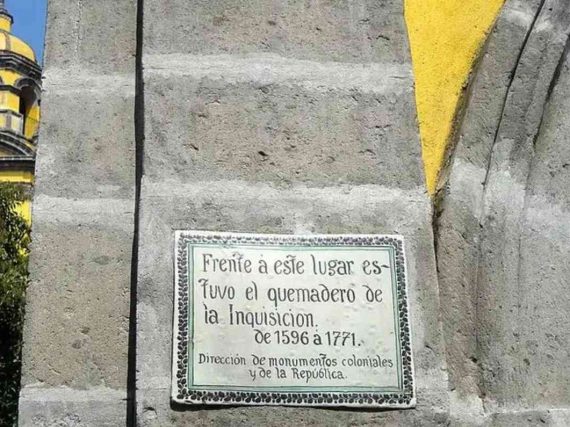 Frente á este lugar es-
tuvo el quemadero de
la Inquisicion.
de 1596 á 1771.
Dirección de monumentos coloniales
y de la República.